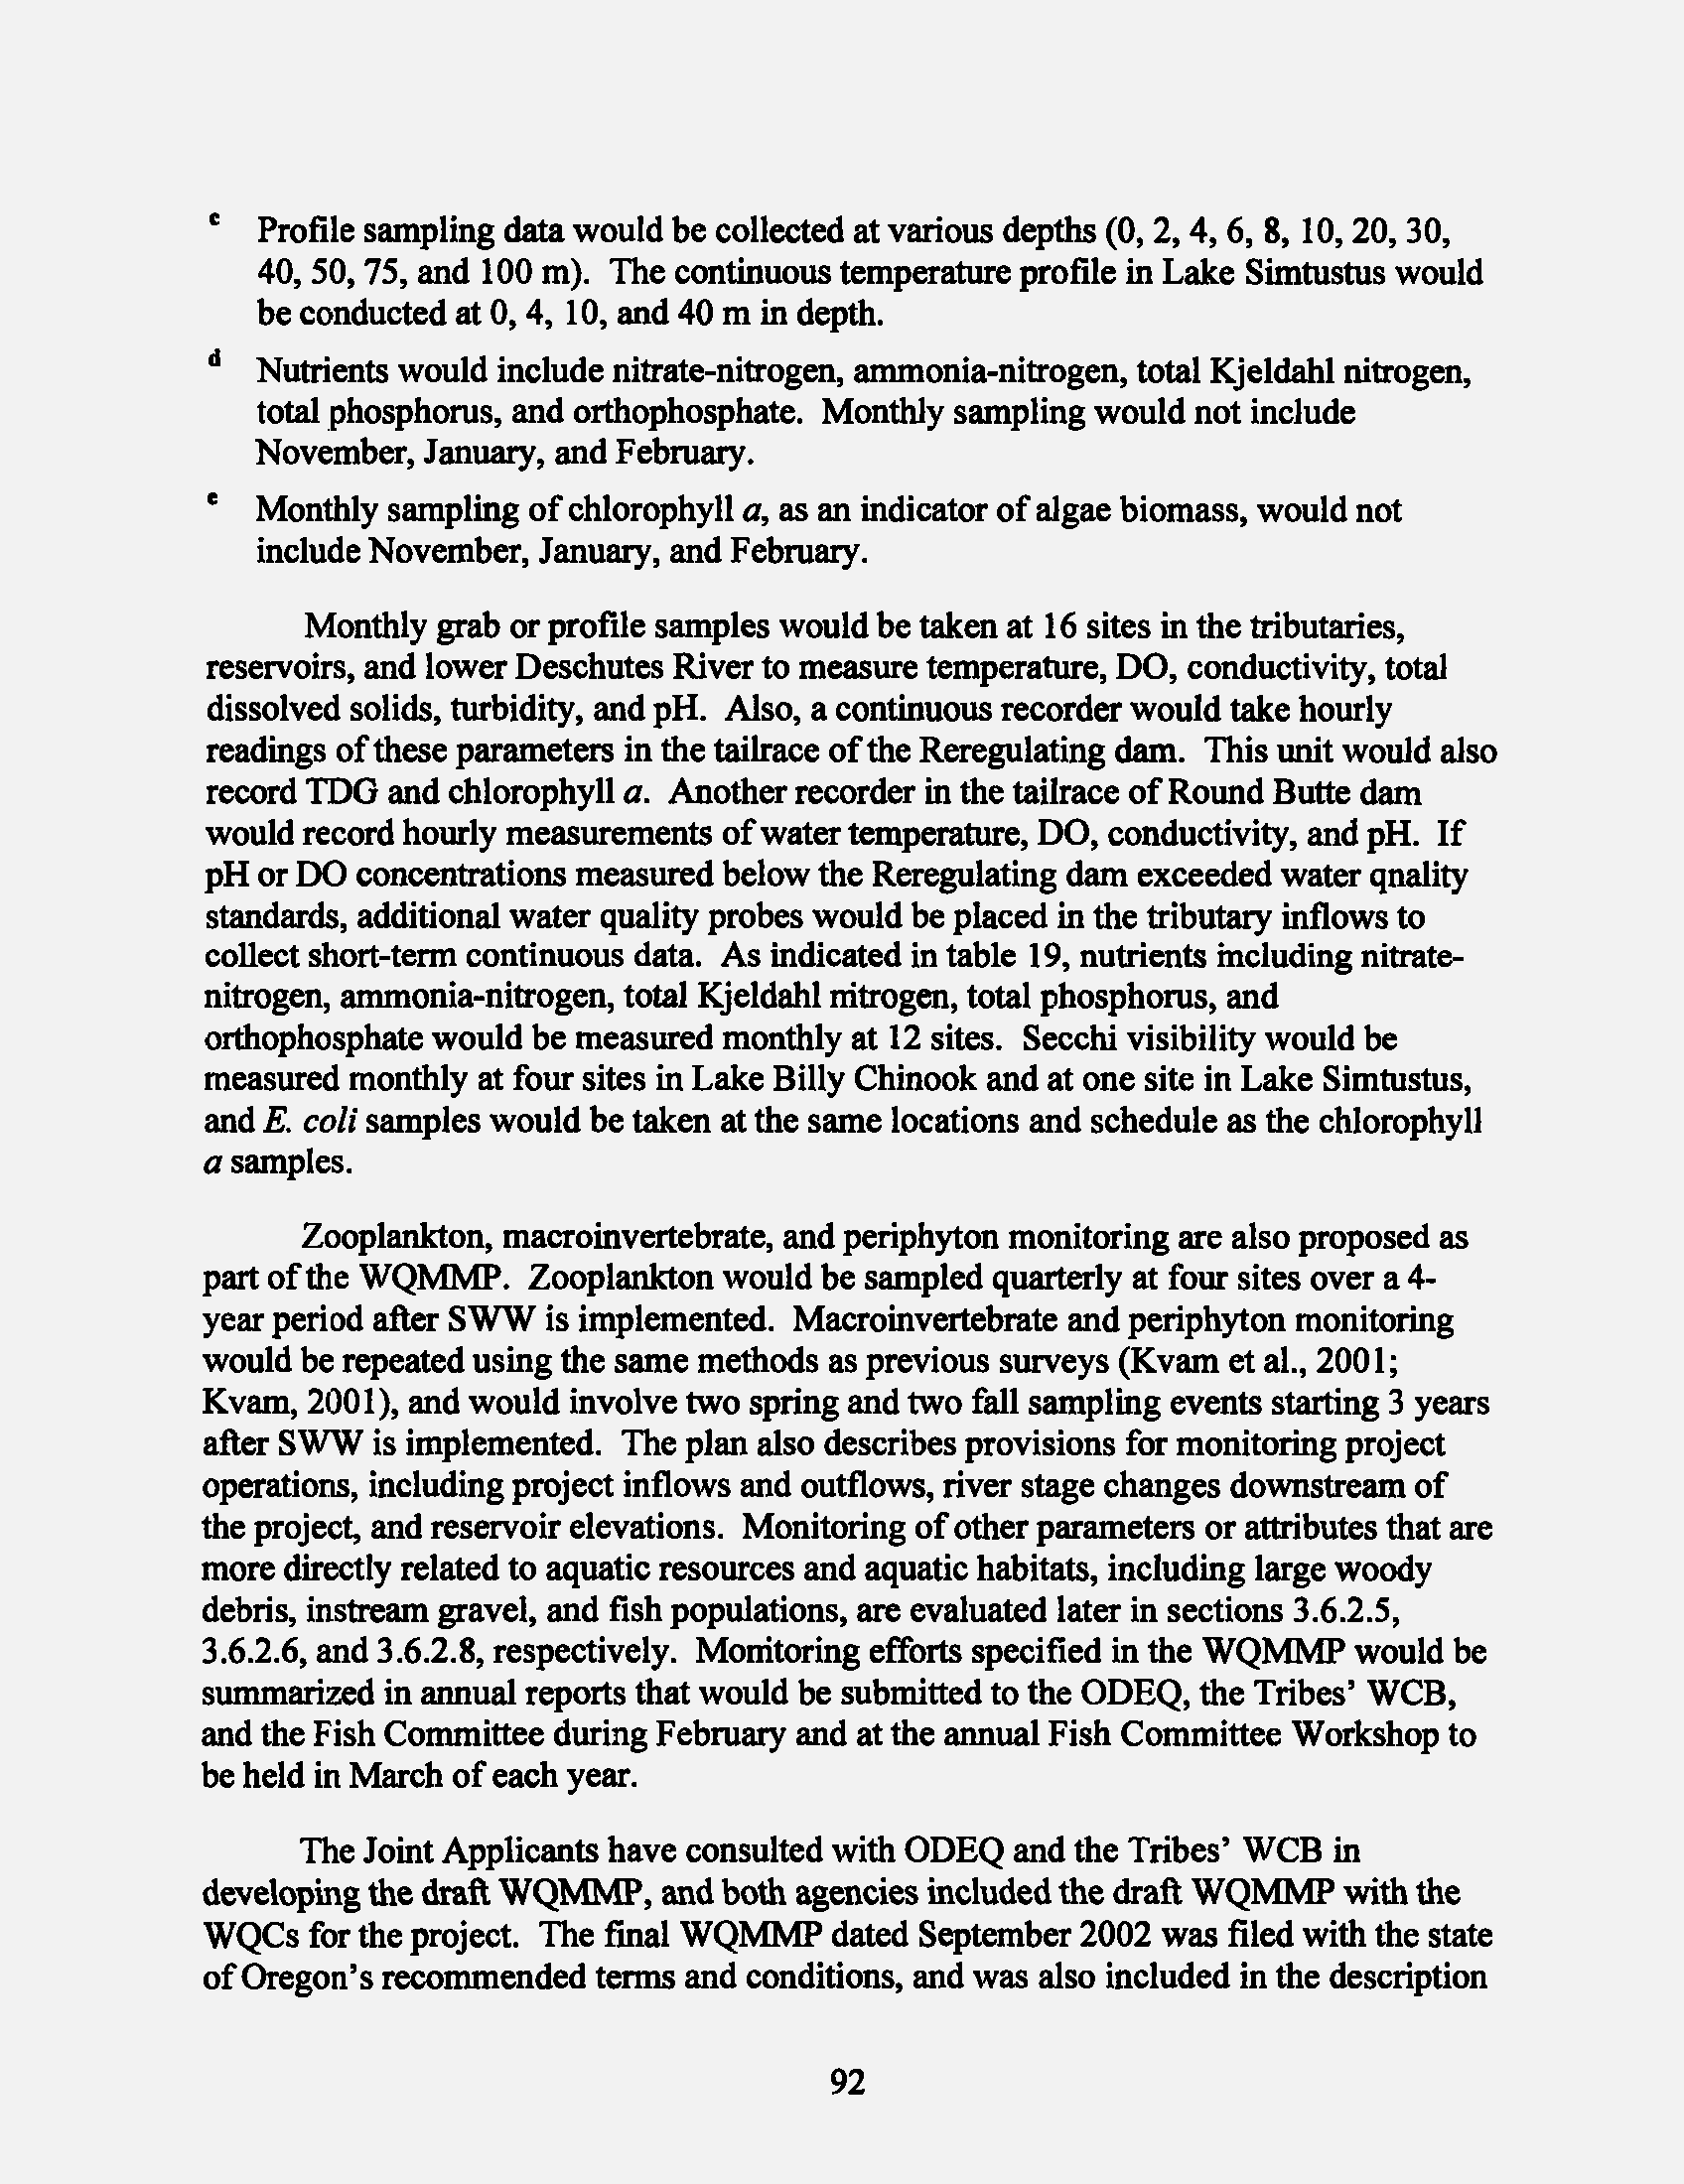 c Profile sampling data would be collected at various depths (0, 2, 4, 6, 8, 10, 20, 30,
40, 50, 75, and 100 m). The continuous temperature profile in Lake Simtustus would
be conducted at 0, 4, 10, and 40 m in depth.
d Nutrients would include nitrate-nitrogen, ammonia-nitrogen, total Kjeldahl nitrogen,
total phosphorus, and orthophosphate. Monthly sampling would not include
November, January, and February.
e Monthly sampling of chlorophyll a, as an indicator of algae biomass, would not
include November, January, and February.
Monthly grab or profile samples would be taken at 16 sites in the tributaries,
reservoirs, and lower Deschutes River to measure temperature, DO, conductivity, total
dissolved solids, turbidity, and pH. Also, a continuous recorder would take hourly
readings of these parameters in the tailrace of the Reregulating dam. This unit would also
record TDG and chlorophyll a. Another recorder in the tailrace of Round Butte dam
would record hourly measurements of water temperature, DO, conductivity, and pH. If
pH or DO concentrations measured below the Reregulating dam exceeded water qnality
standards, additional water quality probes would be placed in the tributary inflows to
collect short-term continuous data. As indicated in table 19, nutrients including nitrate-
nitrogen, ammonia-nitrogen, total Kjeldahl nitrogen, total phosphorus, and
orthophosphate would be measured monthly at 12 sites. Secchi visibility would be
measured monthly at four sites in Lake Billy Chinook and at one site in Lake Simtustus,
and E. coli samples would be taken at the same locations and schedule as the chlorophyll
a samples.
Zooplankton, macroinvertebrate, and periphyton monitoring are also proposed as
part of the WQMMP. Zooplankton would be sampled quarterly at four sites over a 4-
year period after SWW is implemented. Macroinvertebrate and periphyton monitoring
would be repeated using the same methods as previous surveys (Kvam et al., 2001;
Kvam, 2001), and would involve two spring and two fall sampling events starting 3 years
after SWW is implemented. The plan also describes provisions for monitoring project
operations, including project inflows and outflows, river stage changes downstream of
the project, and reservoir elevations. Monitoring of other parameters or attributes that are
more directly related to aquatic resources and aquatic habitats, including large woody
debris, instream gravel, and fish populations, are evaluated later in sections 3.6.2.5,
3.6.2.6, and 3.6.2.8, respectively. Monitoring efforts specified in the WQMMP would be
summarized in annual reports that would be submitted to the ODEQ, the Tribes' WCB,
and the Fish Committee during February and at the annual Fish Committee Workshop to
be held in March of each year.
The Joint Applicants have consulted with ODEQ and the Tribes' WCB in
developing the draft WQMMP, and both agencies included the draft WQMMP with the
WQCs for the project. The final WQMMP dated September 2002 was filed with the state
of Oregon's recommended terms and conditions, and was also included in the description
92